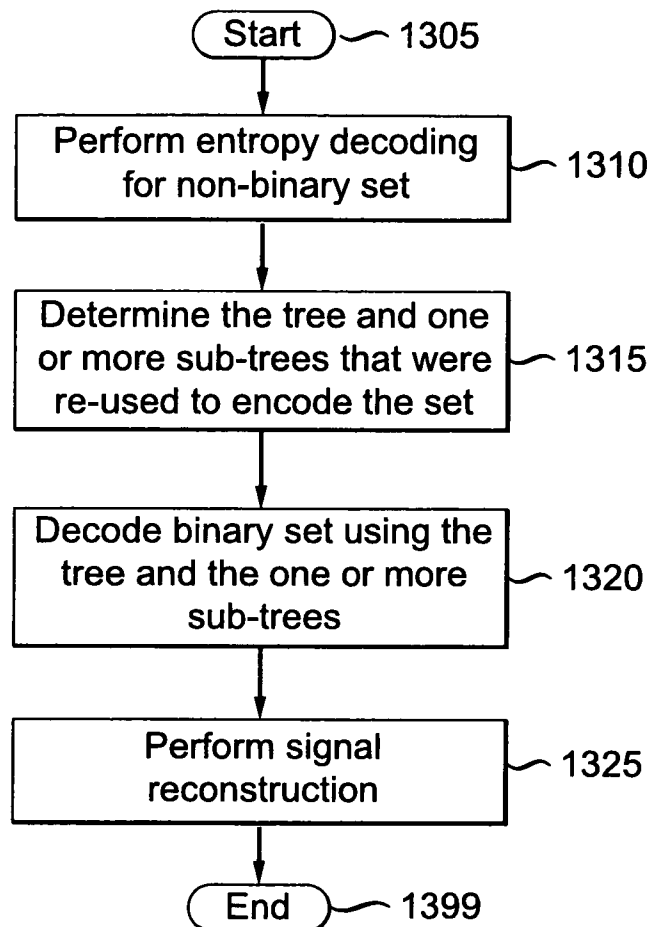 Start
1305
Perform entropy decoding
for non-binary set
1310
Determine the tree and one
or more sub-trees that were
re-used to encode the set
1315
Decode binary set using the
tree and the one or more
sub-trees
1320
Perform signal
reconstruction
1325
End
1399